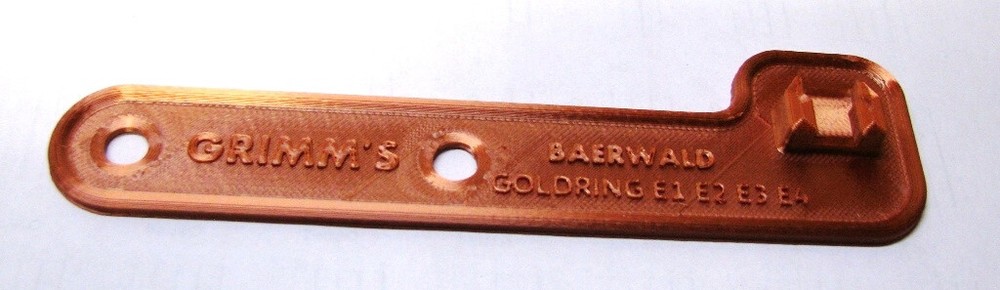 GRIMM'S
BAERWALD
GOLDRING E1 E2 E3 E4